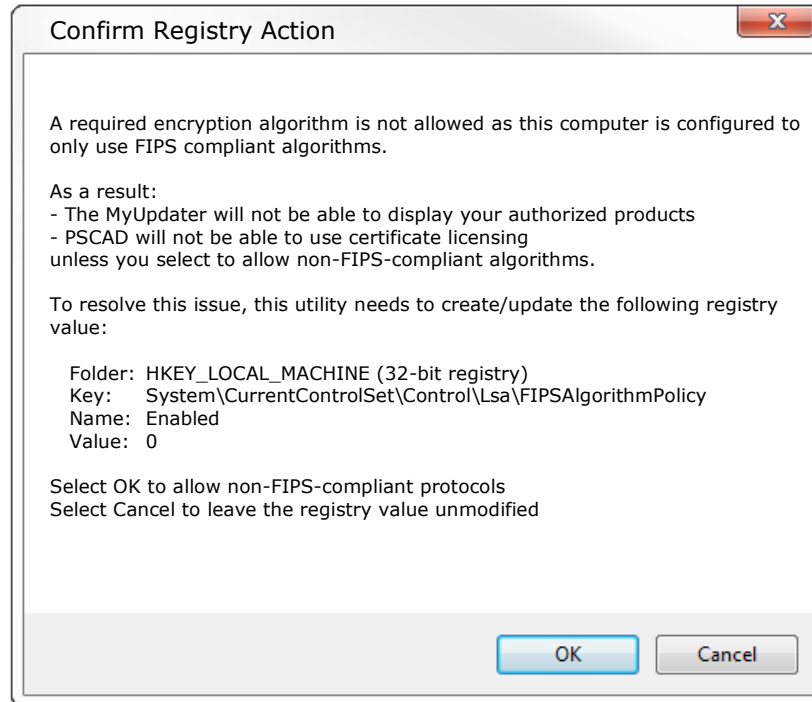 Confirm Registry Action
A required encryption algorithm is not allowed as this computer is configured to
only use FIPS compliant algorithms.
As a result:
- The MyUpdater will not be able to display your authorized products
- PSCAD will not be able to use certificate licensing
unless you select to allow non-FIPS-compliant algorithms.
To resolve this issue, this utility needs to create/update the following registry
value:
Folder: HKEY_LOCAL_MACHINE (32-bit registry)
Key: System\CurrentControlSet\Control\Lsa\FIPSAlgorithmPolicy
Name: Enabled
Value: 0
Select OK to allow non-FIPS-compliant protocols
Select Cancel to leave the registry value unmodified
OK Cancel